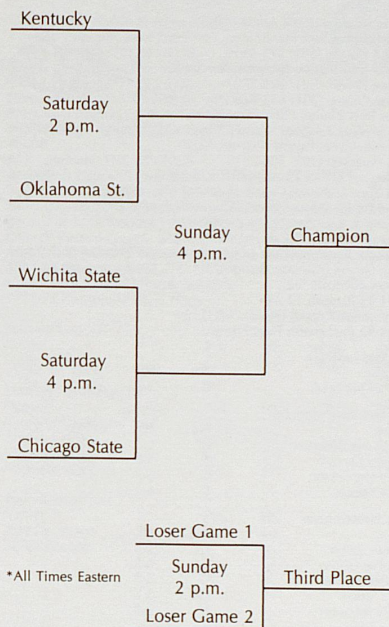 Kentucky
Saturday
2 p.m.
Oklahoma St.
Sunday
4 p.m.
Champion
Wichita State
Saturday
4 p.m.
Chicago State
Loser Game 1
*All Times Eastern
Sunday
2 p.m.
Third Place
Loser Game 2